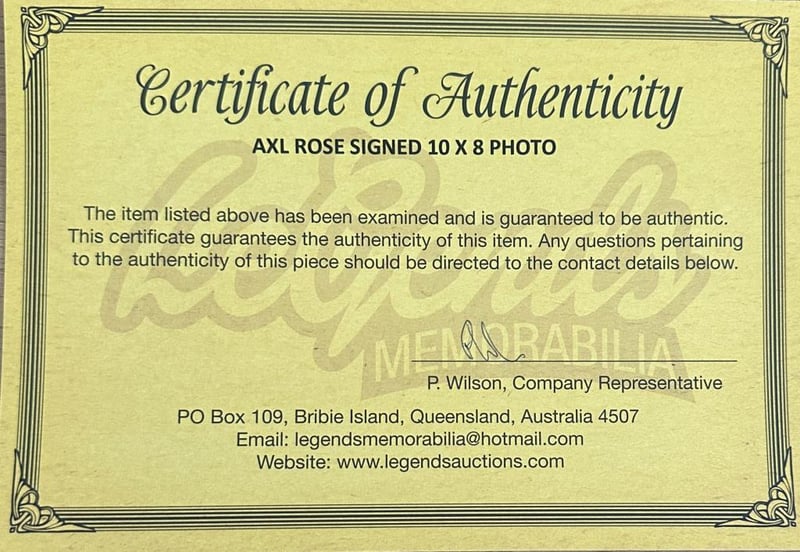 Certificate of Authenticity
AXL ROSE SIGNED 10 X 8 PHOTO
The item listed above has been examined and is guaranteed to be authentic.
This certificate guarantees the authenticity of this item. Any questions pertaining
to the authenticity of this piece should be directed to the contact details below.
Legends
MEMORABILIA
P. Wilson, Company Representative
PO Box 109, Bribie Island, Queensland, Australia 4507
Email: legendsmemorabilia@hotmail.com
Website: www.legendsauctions.com